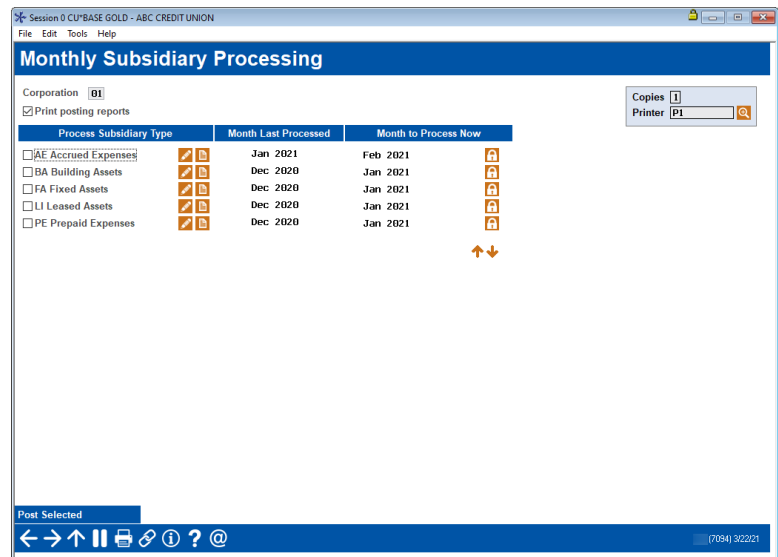 Session 0 CU*BASE GOLD - ABC CREDIT UNION
File Edit Tools Help
Monthly Subsidiary Processing
Corporation 01
Copies 1
Print posting reports
Printer P1
Process Subsidiary Type Month Last Processed Month to Process Now
AE Accrued Expenses Jan 2021 Feb 2021
BA Building Assets Dec 2020 Jan 2021
FA Fixed Assets Dec 2020 Jan 2021
LI Leased Assets Dec 2020 Jan 2021
PE Prepaid Expenses Dec 2020 Jan 2021
Post Selected
(7094) 3/22/21